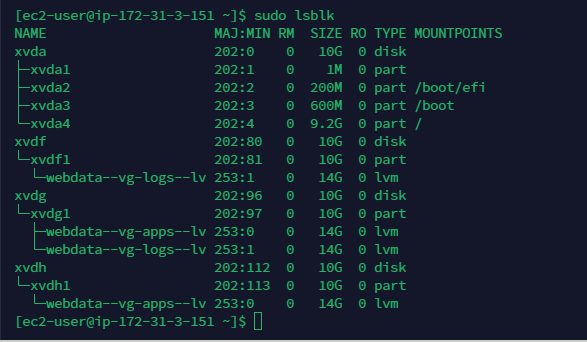 [ec2-user@ip-172-31-3-151 ~]$ sudo lsblk
NAME                      MAJ:MIN RM  SIZE RO TYPE MOUNTPOINTS
xvda                      202:0    0   10G  0 disk
├─xvda1                   202:1    0    1M  0 part
├─xvda2                   202:2    0  200M  0 part /boot/efi
├─xvda3                   202:3    0  600M  0 part /boot
└─xvda4                   202:4    0  9.2G  0 part /
xvdf                      202:80   0   10G  0 disk
└─xvdf1                   202:81   0   10G  0 part
  └─webdata--vg-logs--lv 253:1    0   14G  0 lvm
xvdg                      202:96   0   10G  0 disk
└─xvdg1                   202:97   0   10G  0 part
  ├─webdata--vg-apps--lv 253:0    0   14G  0 lvm
  └─webdata--vg-logs--lv 253:1    0   14G  0 lvm
xvdh                      202:112  0   10G  0 disk
└─xvdh1                   202:113  0   10G  0 part
  └─webdata--vg-apps--lv 253:0    0   14G  0 lvm
[ec2-user@ip-172-31-3-151 ~]$